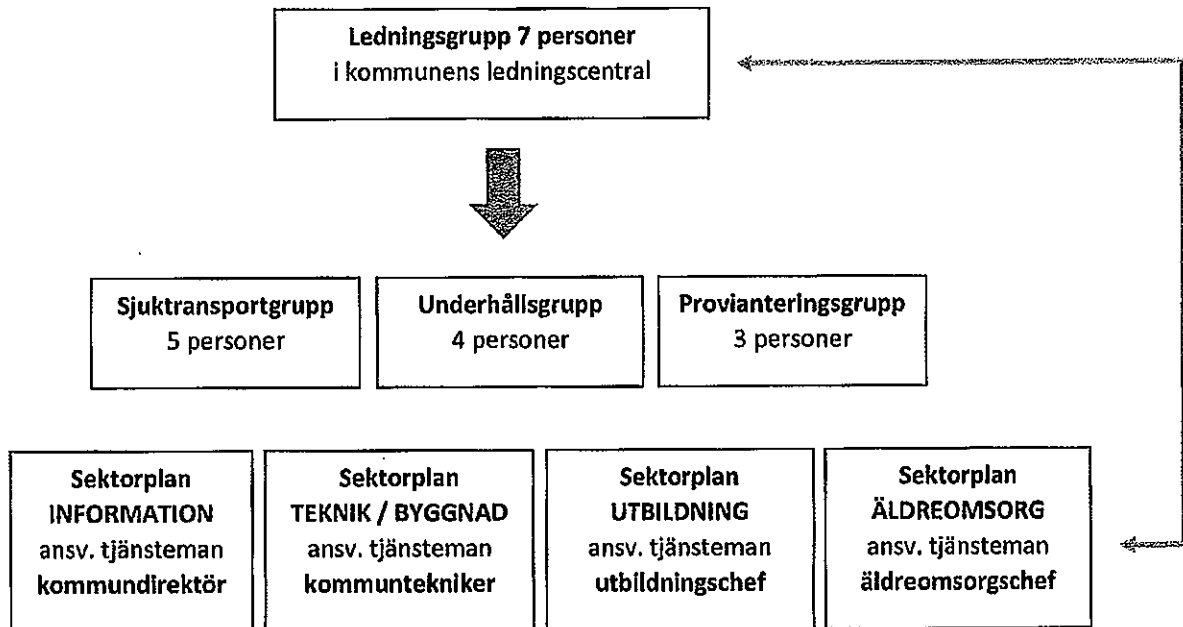 Ledningsgrupp 7 personer
i kommunens ledningscentral
Sjuktransportgrupp
5 personer
Underhållsgrupp
4 personer
Provianteringsgrupp
3 personer
Sektorplan
INFORMATION
ansv. tjänsteman
kommundirektör
Sektorplan
TEKNIK / BYGGNAD
ansv. tjänsteman
kommuntekniker
Sektorplan
UTBILDNING
ansv. tjänsteman
utbildningschef
Sektorplan
ÄLDREOMSORG
ansv. tjänsteman
äldreomsorgschef